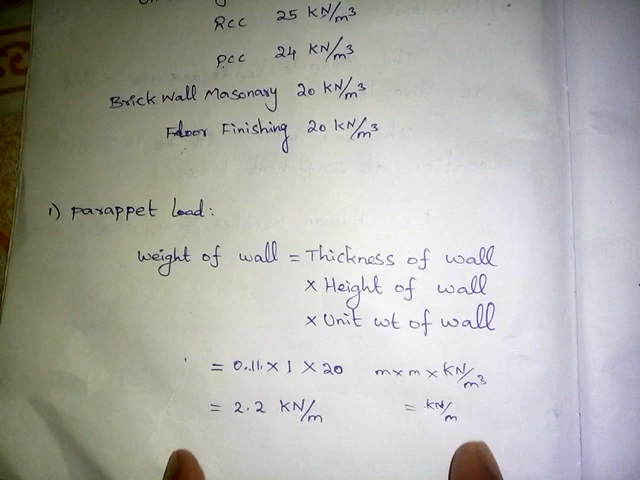 RCC 25 KN/m³
PCC 24 KN/m³
Brick Wall Masonary 20 KN/m³
Floor Finishing 20 KN/m³
1) parappet Load:
Weight of wall = Thickness of wall
× Height of wall
× Unit wt of wall
= 0.11 × 1 × 20 m×m×KN/m³
= 2.2 KN/m = KN/m